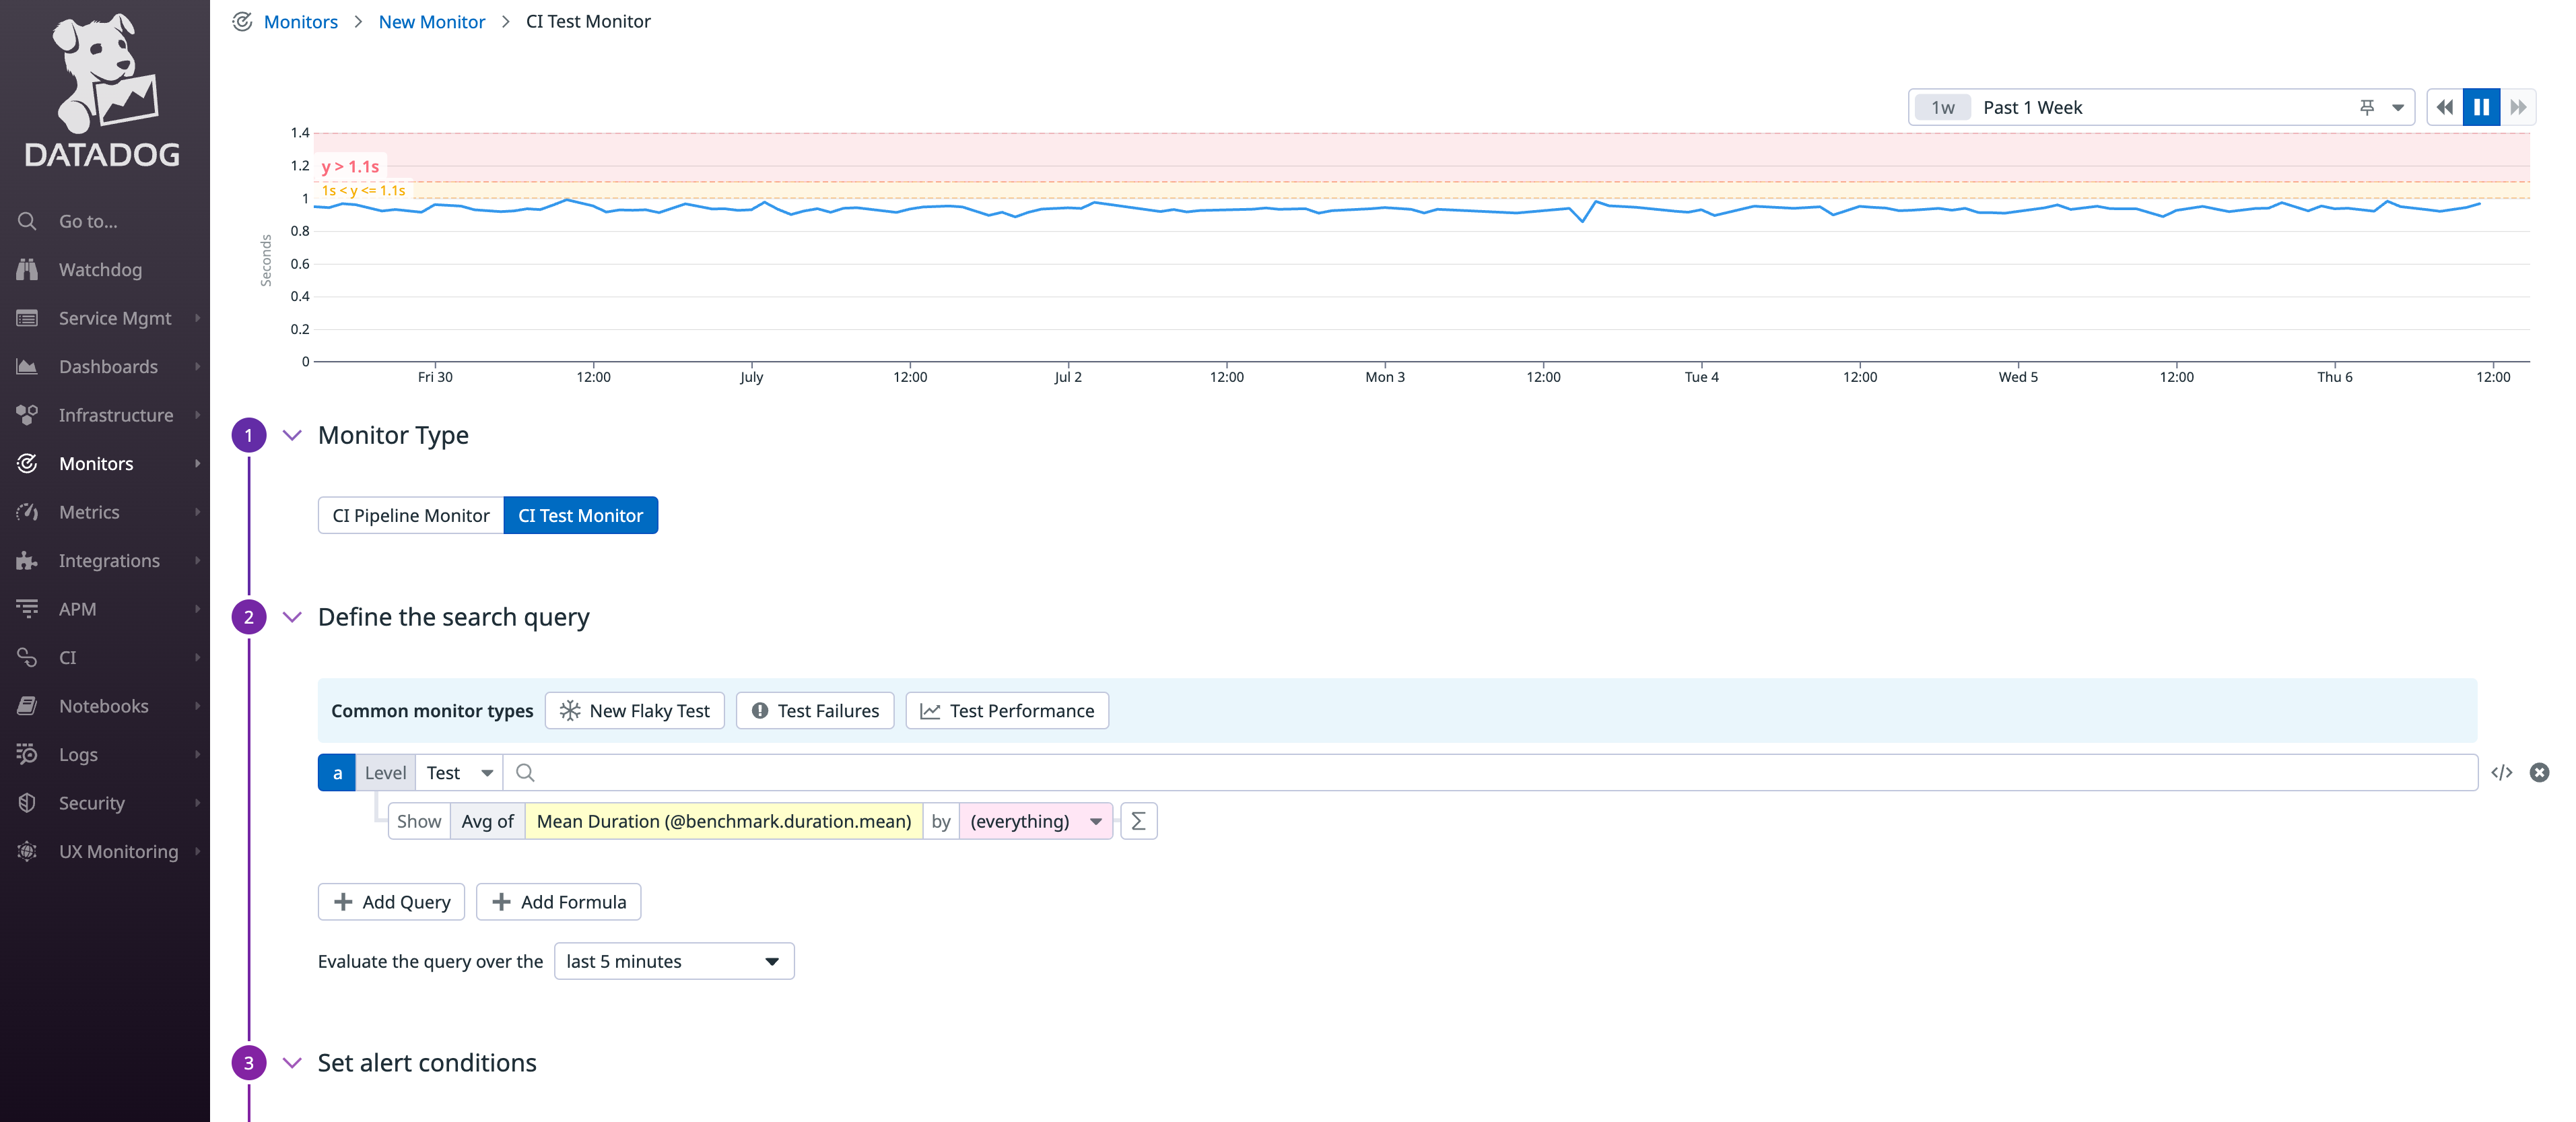 DATADOG
Go to...
Watchdog
Service Mgmt
Dashboards
Infrastructure
Monitors
Metrics
Integrations
APM
CI
Notebooks
Logs
Security
UX Monitoring
Monitors > New Monitor > CI Test Monitor
1w Past 1 Week
1.4
1.2
1
0.8
0.6
0.4
0.2
0
Seconds
y > 1.1s
1s < y <= 1.1s
Fri 30 12:00 July 12:00 Jul 2 12:00 Mon 3 12:00 Tue 4 12:00 Wed 5 12:00 Thu 6 12:00
1 Monitor Type
CI Pipeline Monitor CI Test Monitor
2 Define the search query
Common monitor types New Flaky Test Test Failures Test Performance
a Level Test </>
Show Avg of Mean Duration (@benchmark.duration.mean) by (everything) Σ
+ Add Query + Add Formula
Evaluate the query over the last 5 minutes
3 Set alert conditions